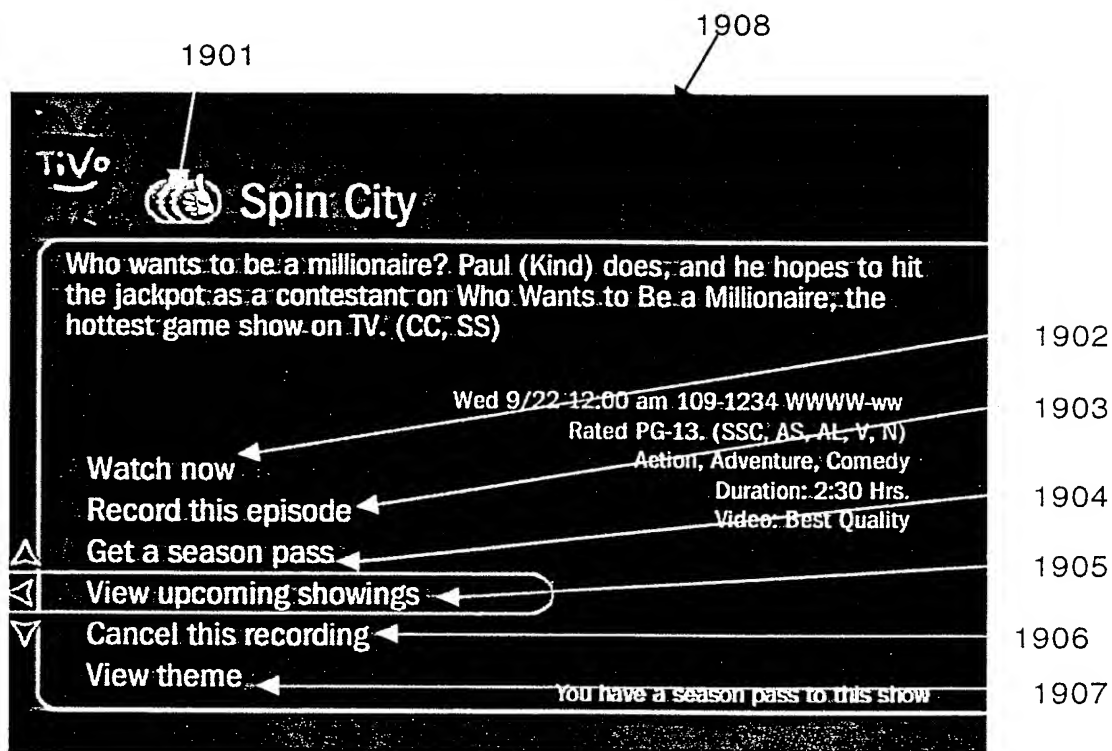 1908
1901
TiVo
Spin City
Who wants to be a millionaire? Paul (Kind) does, and he hopes to hit
the jackpot as a contestant on Who Wants to Be a Millionaire, the
hottest game show on TV. (CC, SS)
1902
Wed 9/22 12:00 am 109-1234 WWWW-ww
1903
Rated PG-13. (SSC, AS, AL, V, N)
Action, Adventure, Comedy
Watch now
Duration: 2:30 Hrs.
1904
Record this episode
Video: Best Quality
Get a season pass
1905
View upcoming showings
Cancel this recording
1906
View theme
You have a season pass to this show
1907